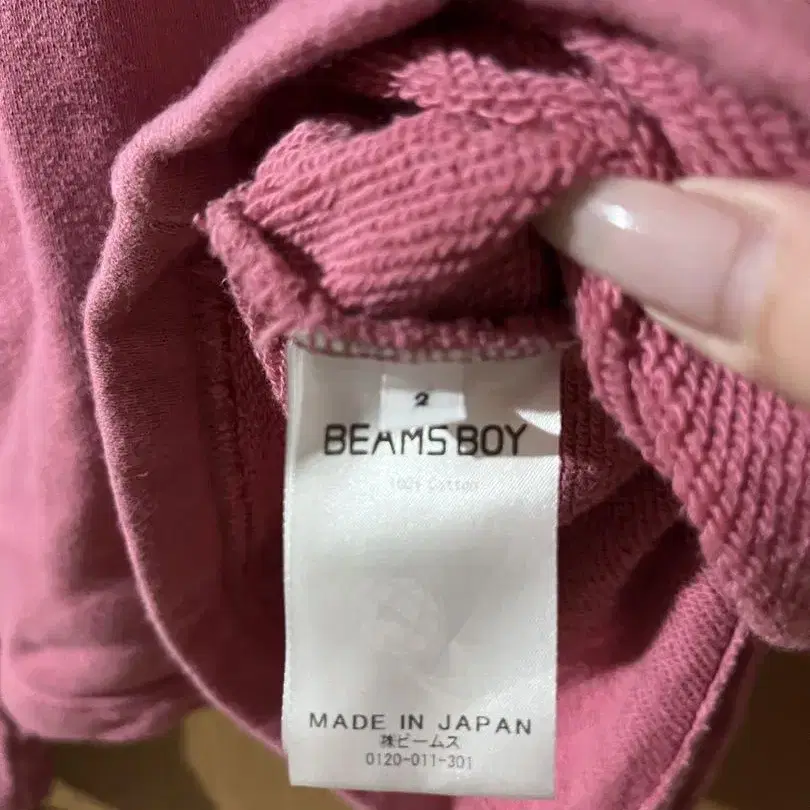 2
BEAMS BOY
100% Cotton
MADE IN JAPAN
㈱ビームス
0120-011-301